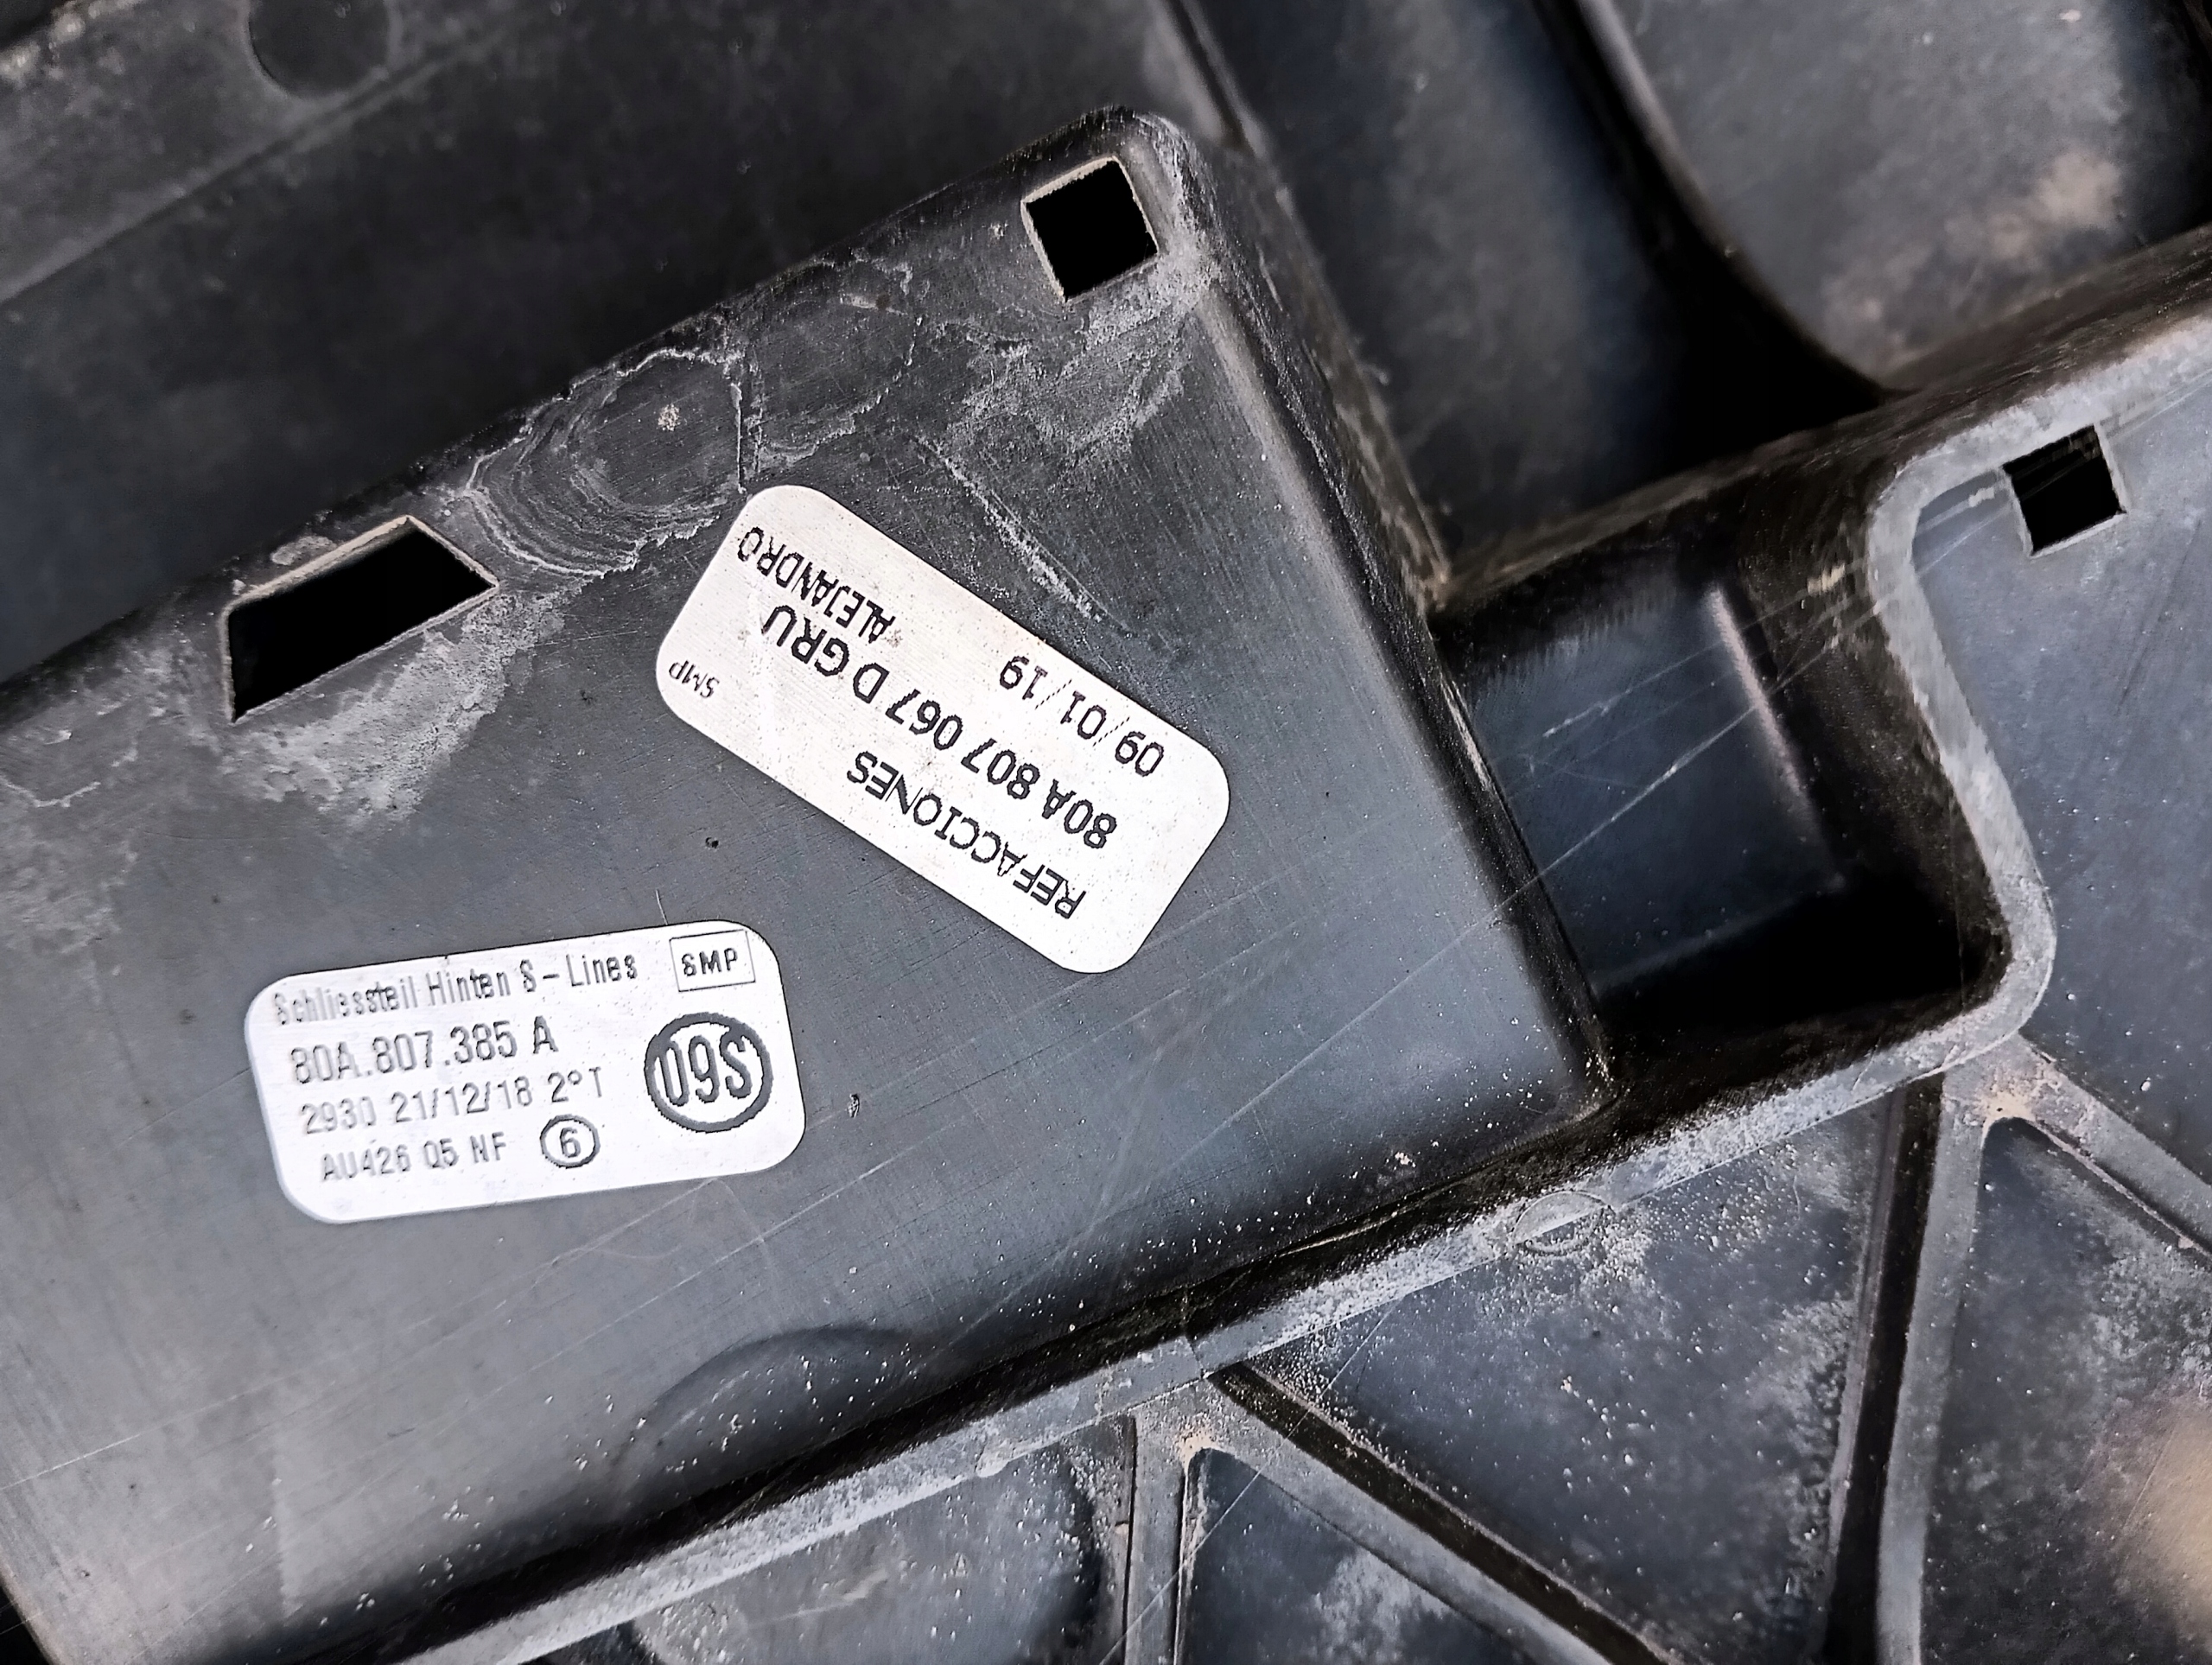 REFACCIONES
80A 807 067 D GRU
09/01/19 ALEJANDRO
SMP
Schliessteil Hinten S-Lines SMP
80A.807.385 A
2930 21/12/18 2°T
AU426 Q5 NF 6
09S